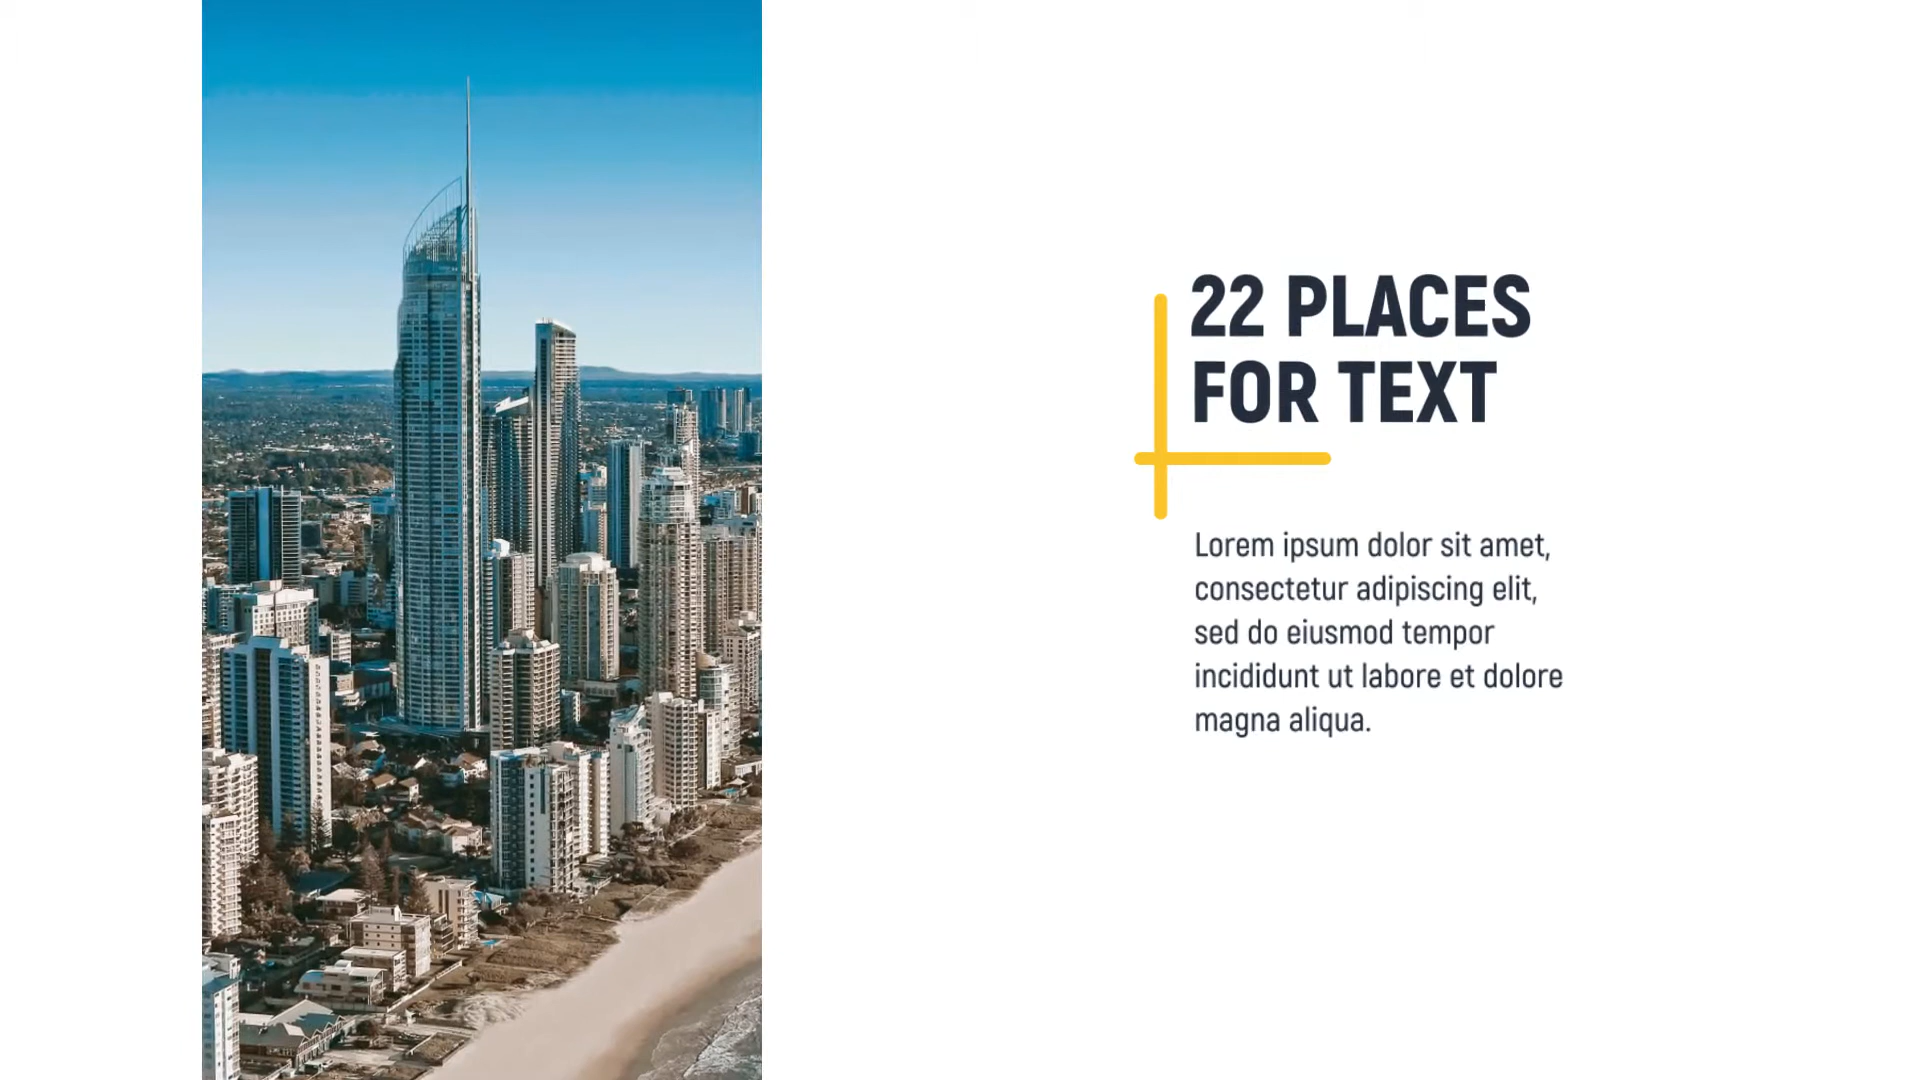 22 PLACES
FOR TEXT
Lorem ipsum dolor sit amet,
consectetur adipiscing elit,
sed do eiusmod tempor
incididunt ut labore et dolore
magna aliqua.